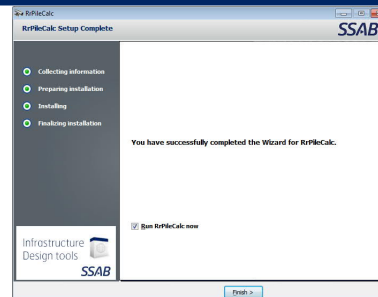 RrPileCalc
RrPileCalc Setup Complete
SSAB
Collecting information
Preparing installation
Installing
Finalizing installation
You have successfully completed the Wizard for RrPileCalc.
Run RrPileCalc now
Infrastructure
Design tools
SSAB
Finish >